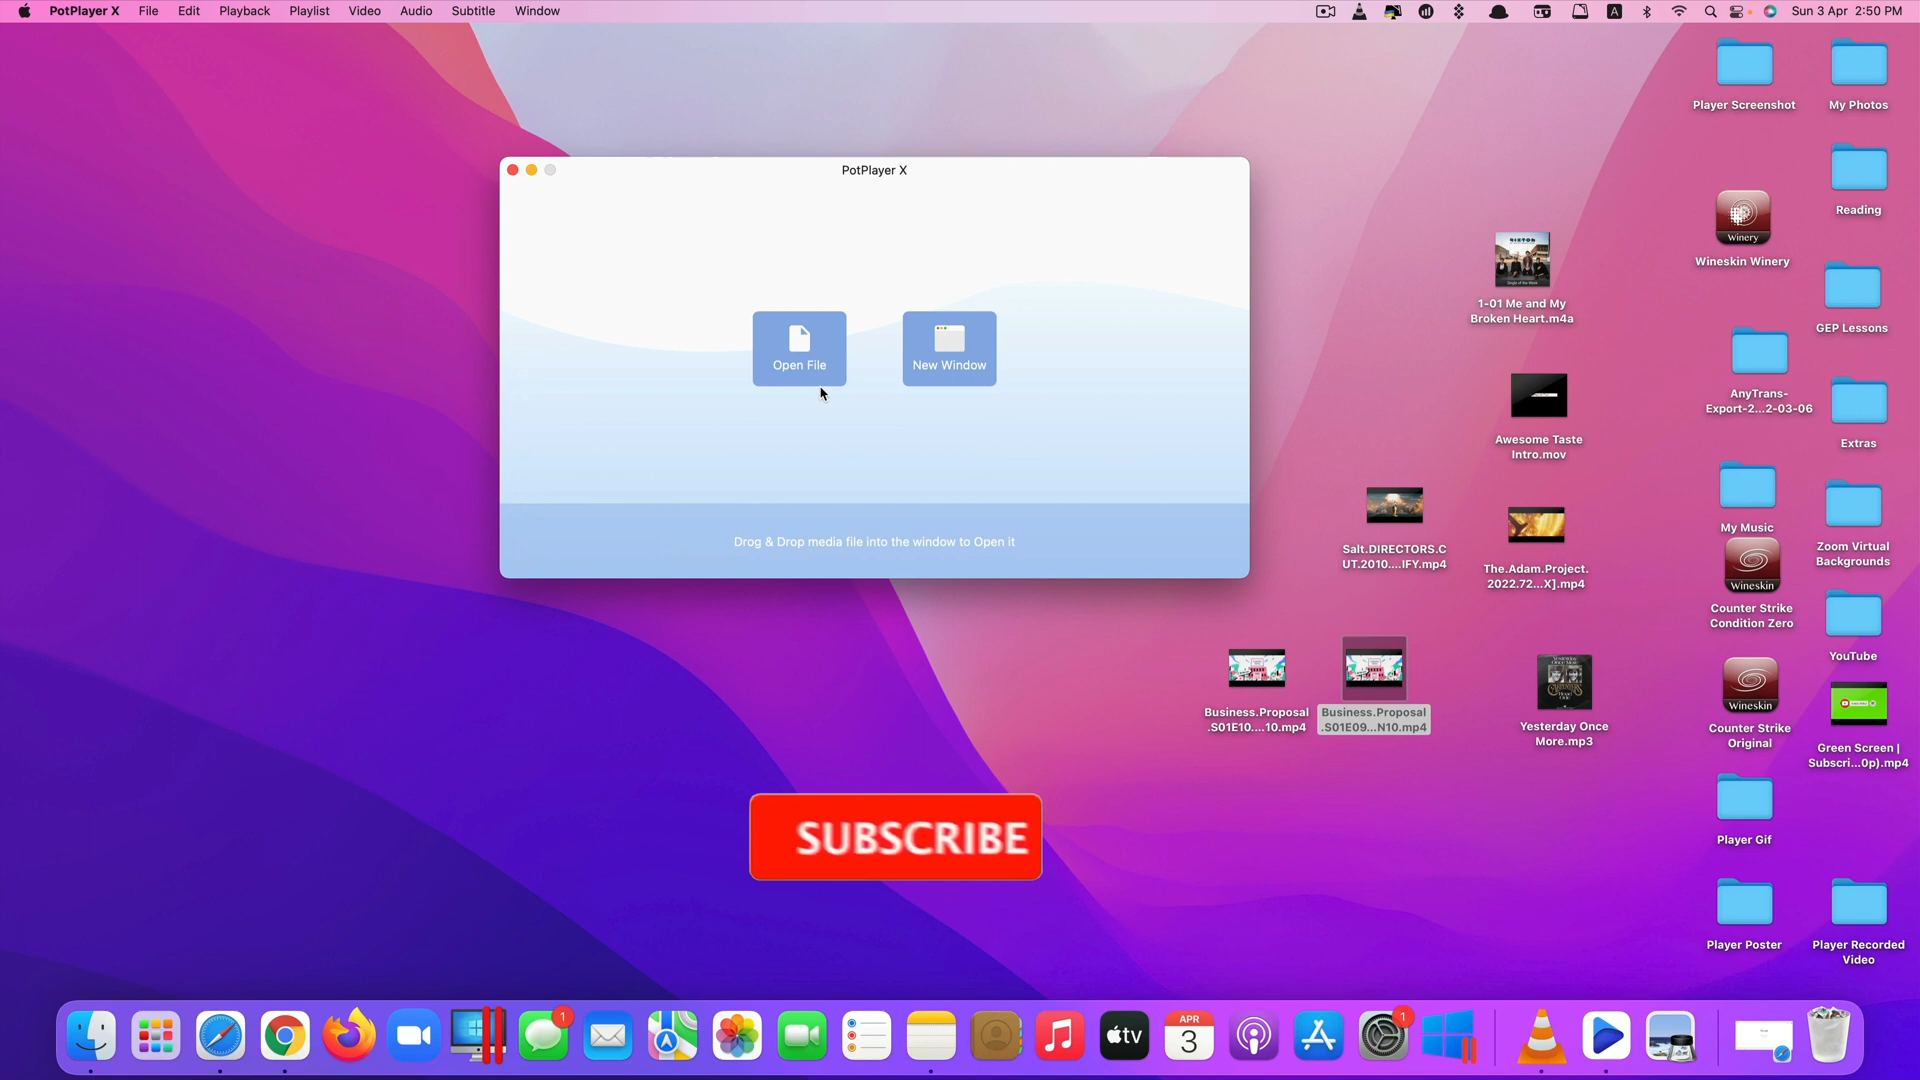 PotPlayer X File Edit Playback Playlist Video Audio Subtitle Window
A Sun 3 Apr 2:50 PM
PotPlayer X
Open File
New Window
Drog & Drop media file into the window to Open it
SUBSCRIBE
Player Screenshot
My Photos
Reading
Winery
Wineskin Winery
GEP Lessons
1-01 Me and My
Broken Heart.m4a
AnyTrans-
Export-2...2-03-06
Extras
Awesome Taste
Intro.mov
My Music
Zoom Virtual
Backgrounds
Salt.DIRECTORS.C
UT.2010....IFY.mp4
The.Adam.Project.
2022.72...X].mp4
Wineskin
Counter Strike
Condition Zero
YouTube
Business.Proposal
.S01E10....10.mp4
Business.Proposal
.S01E09...N10.mp4
Yesterday Once
More.mp3
Wineskin
Counter Strike
Original
Green Screen |
Subscri...0p).mp4
Player Gif
Player Poster
Player Recorded
Video
1
tv
APR
3
1